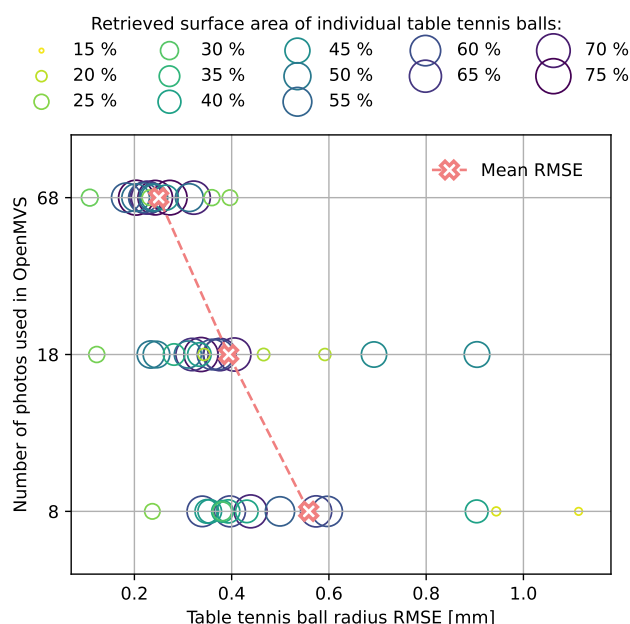 Retrieved surface area of individual table tennis balls:
15 % 30 % 45 % 60 % 70 %
20 % 35 % 50 % 65 % 75 %
25 % 40 % 55 %
Mean RMSE
Number of photos used in OpenMVS
68
18
8
0.2 0.4 0.6 0.8 1.0
Table tennis ball radius RMSE [mm]